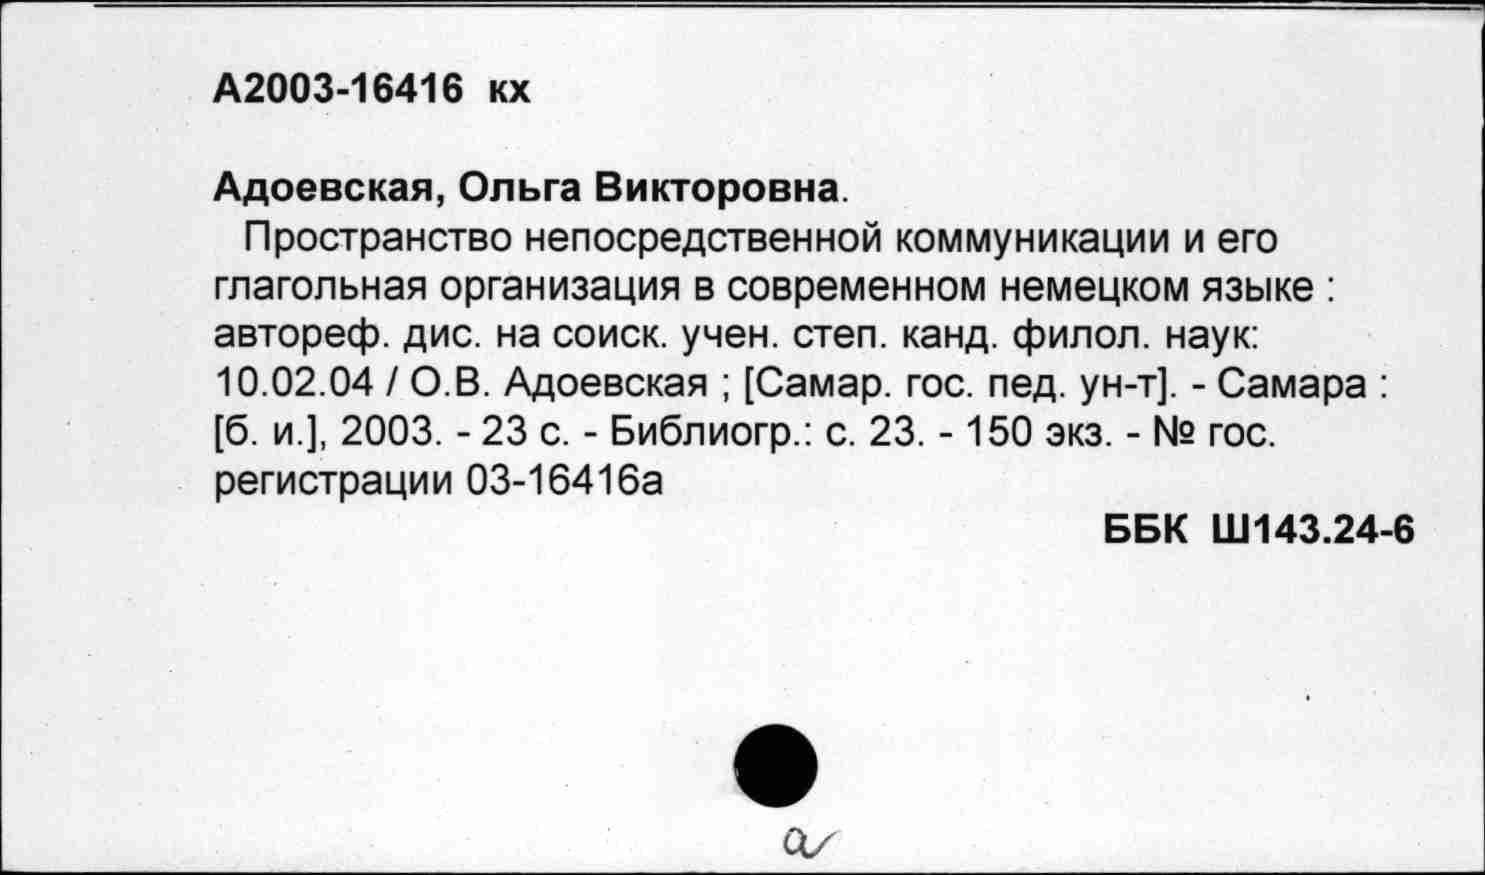 А2003-16416 кх
Адоевская, Ольга Викторовна.
Пространство непосредственной коммуникации и его
глагольная организация в современном немецком языке :
автореф. дис. на соиск. учен. степ. канд. филол. наук:
10.02.04 / О.В. Адоевская ; [Самар. гос. пед. ун-т]. - Самара :
[б. и.], 2003. - 23 с. - Библиогр.: с. 23. - 150 экз. - № гос.
регистрации 03-16416а
ББК Ш143.24-6
а